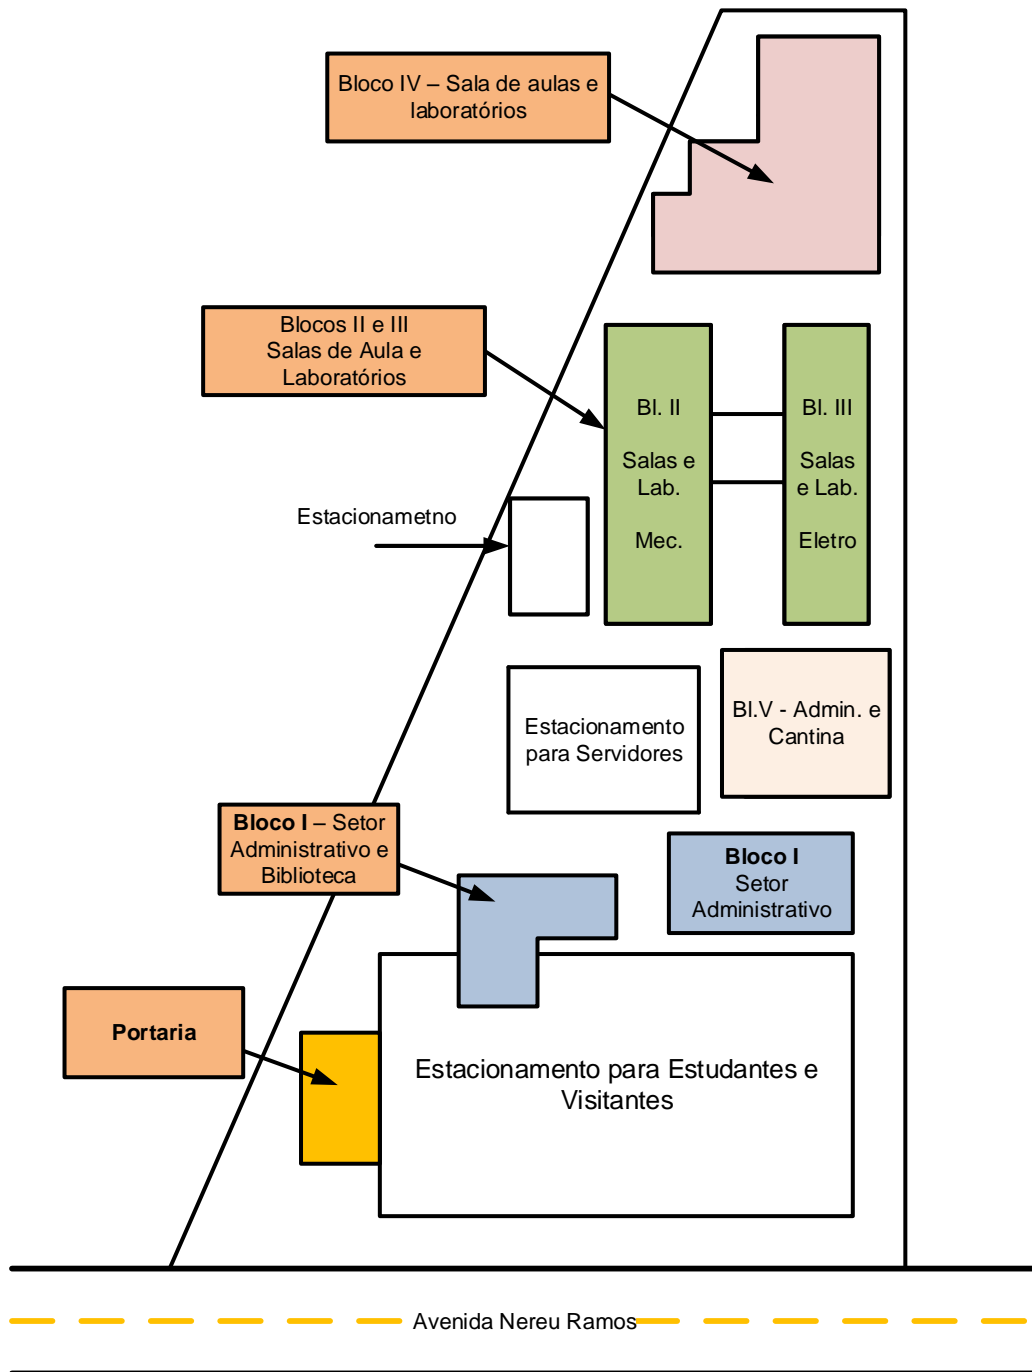 Bloco IV – Sala de aulas e
laboratórios
Blocos II e III
Salas de Aula e
Laboratórios
Bl. II
Salas e
Lab.
Mec.
Bl. III
Salas
e Lab.
Eletro
Estacionametno
Estacionamento
para Servidores
Bl.V - Admin. e
Cantina
Bloco I – Setor
Administrativo e
Biblioteca
Bloco I
Setor
Administrativo
Portaria
Estacionamento para Estudantes e
Visitantes
Avenida Nereu Ramos